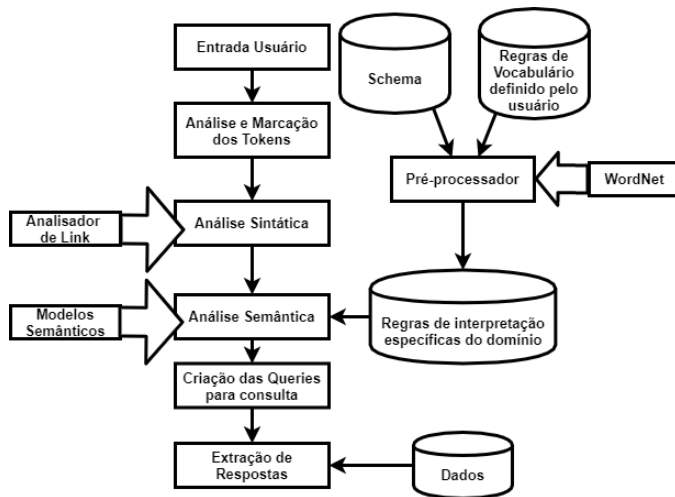 Entrada Usuário
Schema
Regras de
Vocabulário
definido pelo
usuário
Análise e Marcação
dos Tokens
Pré-processador
WordNet
Analisador
de Link
Análise Sintática
Modelos
Semânticos
Análise Semântica
Regras de interpretação
específicas do domínio
Criação das Queries
para consulta
Extração de
Respostas
Dados